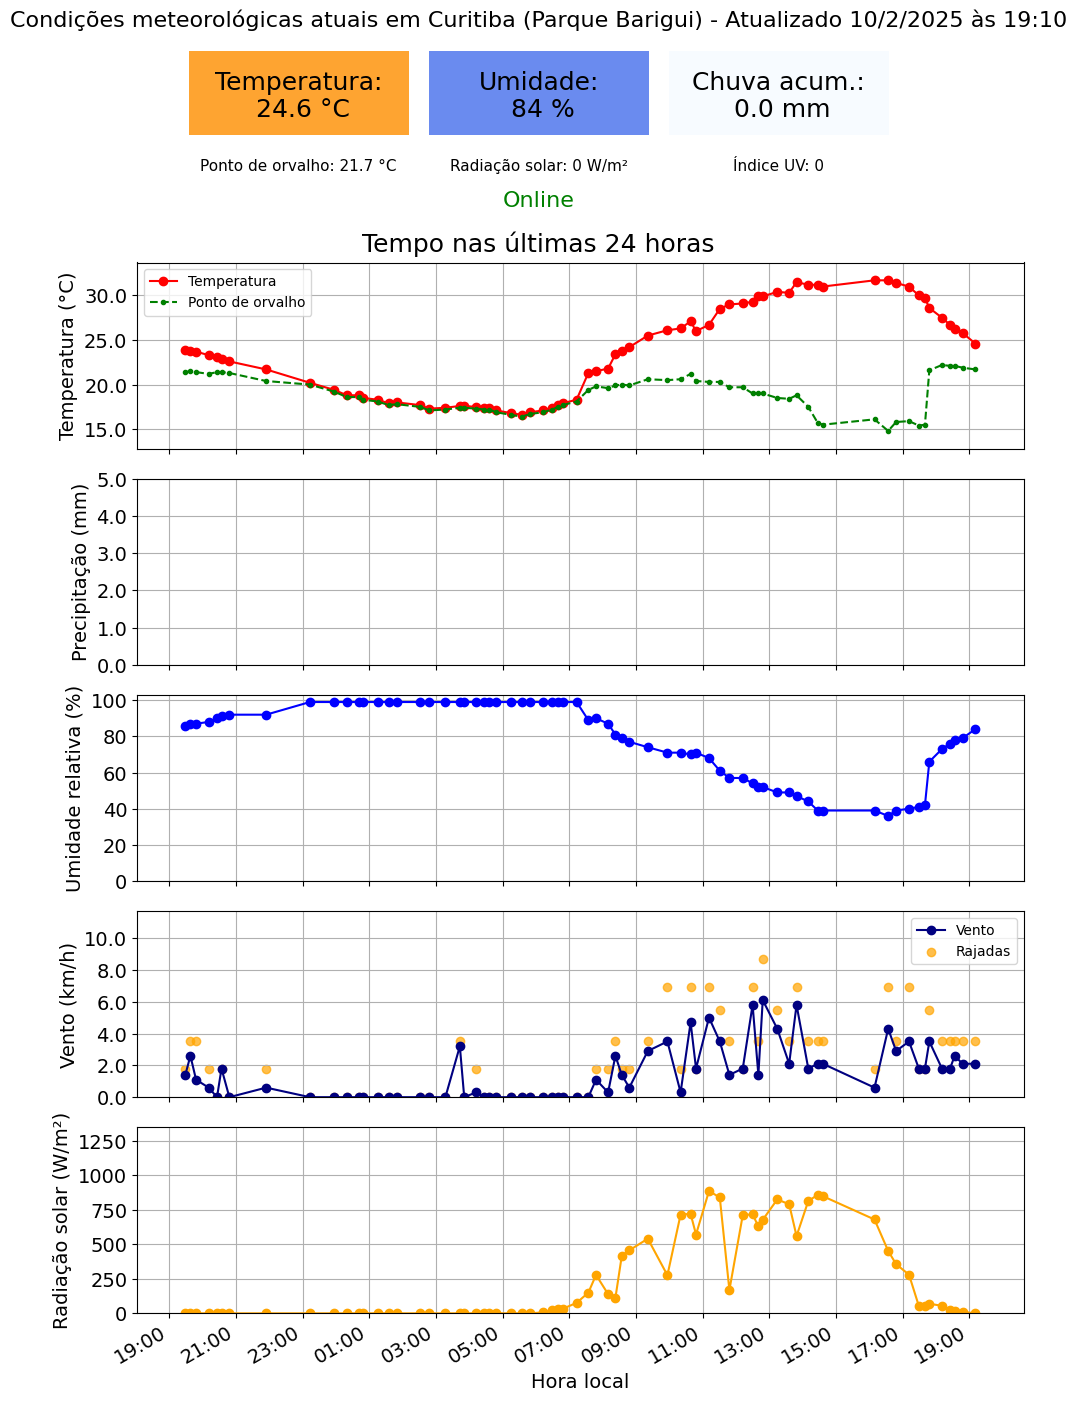 Condições meteorológicas atuais em Curitiba (Parque Barigui) - Atualizado 10/2/2025 às 19:10
Temperatura:
24.6 °C
Umidade:
84 %
Chuva acum.:
0.0 mm
Ponto de orvalho: 21.7 °C
Radiação solar: 0 W/m²
Índice UV: 0
Online
Tempo nas últimas 24 horas
Temperatura (°C)
30.0
25.0
20.0
15.0
Temperatura
Ponto de orvalho
Precipitação (mm)
5.0
4.0
3.0
2.0
1.0
0.0
Umidade relativa (%)
100
80
60
40
20
0
Vento (km/h)
10.0
8.0
6.0
4.0
2.0
0.0
Vento
Rajadas
Radiação solar (W/m²)
1250
1000
750
500
250
0
19:00
21:00
23:00
01:00
03:00
05:00
07:00
09:00
11:00
13:00
15:00
17:00
19:00
Hora local